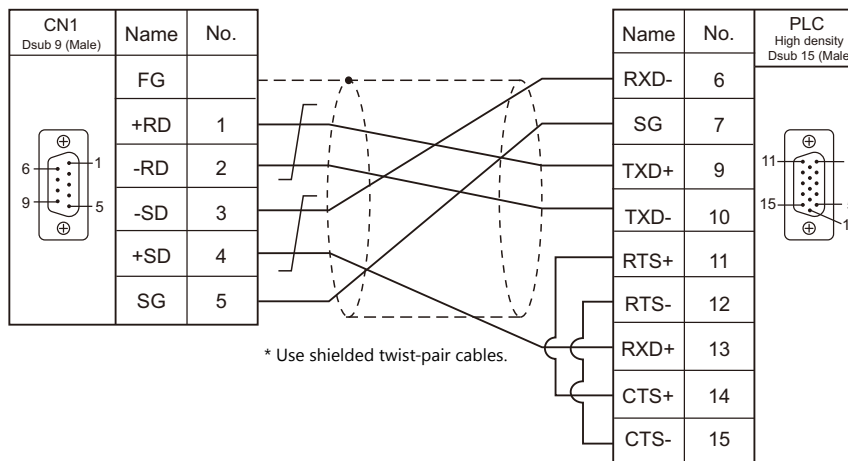 CN1
Dsub 9 (Male)
Name No.
FG
+RD 1
-RD 2
-SD 3
+SD 4
SG 5
6 1
9 5
* Use shielded twist-pair cables.
Name No.
PLC
High density
Dsub 15 (Male
RXD- 6
SG 7
TXD+ 9
TXD- 10
RTS+ 11
RTS- 12
RXD+ 13
CTS+ 14
CTS- 15
11
15
1